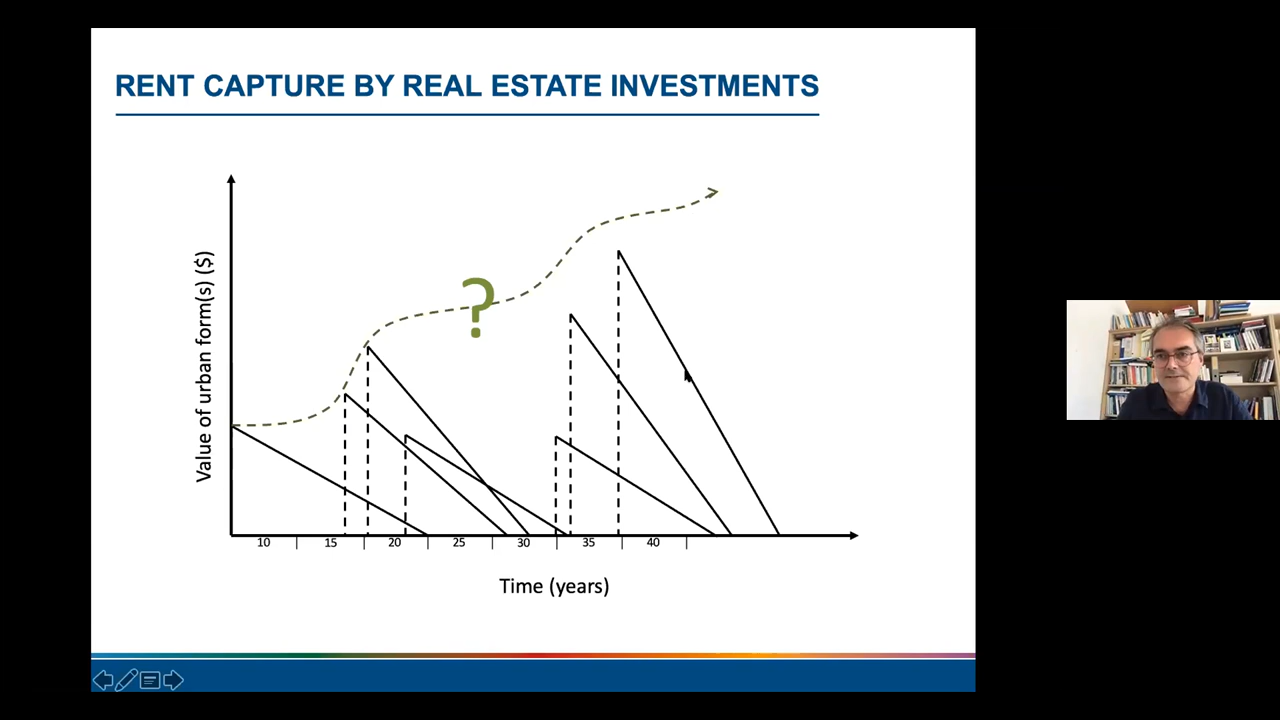 RENT CAPTURE BY REAL ESTATE INVESTMENTS
Value of urban form(s) ($)
?
10 15 20 25 30 35 40
Time (years)